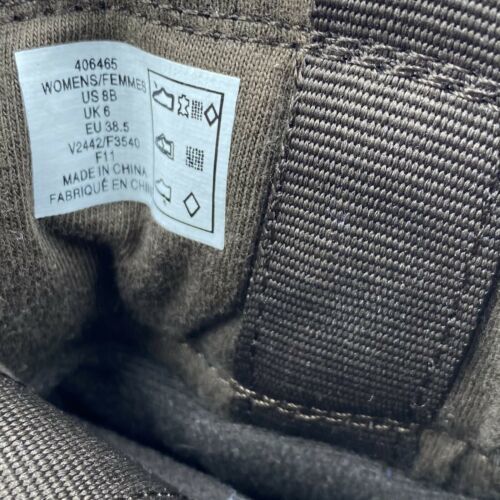 406465
WOMENS/FEMMES
US 8B
UK 6
EU 38.5
V2442/F3540
F11
MADE IN CHINA
FABRIQUÉ EN CHINE